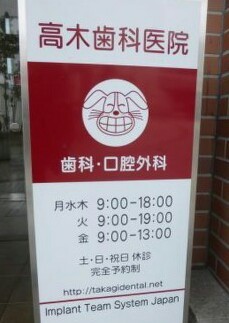 高木歯科医院
歯科・口腔外科
月水木 9:00-18:00
火 9:00-19:00
金 9:00-13:00
土・日・祝日 休診
完全予約制
http://takagidental.net
Implant Team System Japan